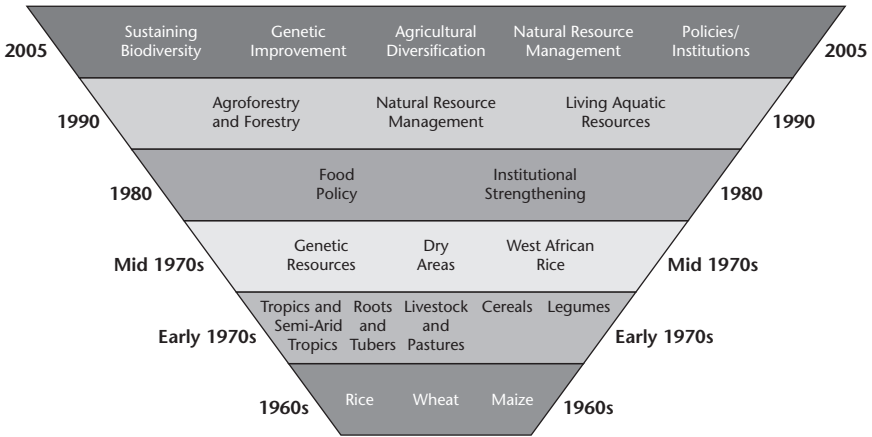 2005
Sustaining
Biodiversity
Genetic
Improvement
Agricultural
Diversification
Natural Resource
Management
Policies/
Institutions
2005
1990
Agroforestry
and Forestry
Natural Resource
Management
Living Aquatic
Resources
1990
1980
Food
Policy
Institutional
Strengthening
1980
Mid 1970s
Genetic
Resources
Dry
Areas
West African
Rice
Mid 1970s
Early 1970s
Tropics and
Semi-Arid
Tropics
Roots
and
Tubers
Livestock
and
Pastures
Cereals
Legumes
Early 1970s
1960s
Rice
Wheat
Maize
1960s